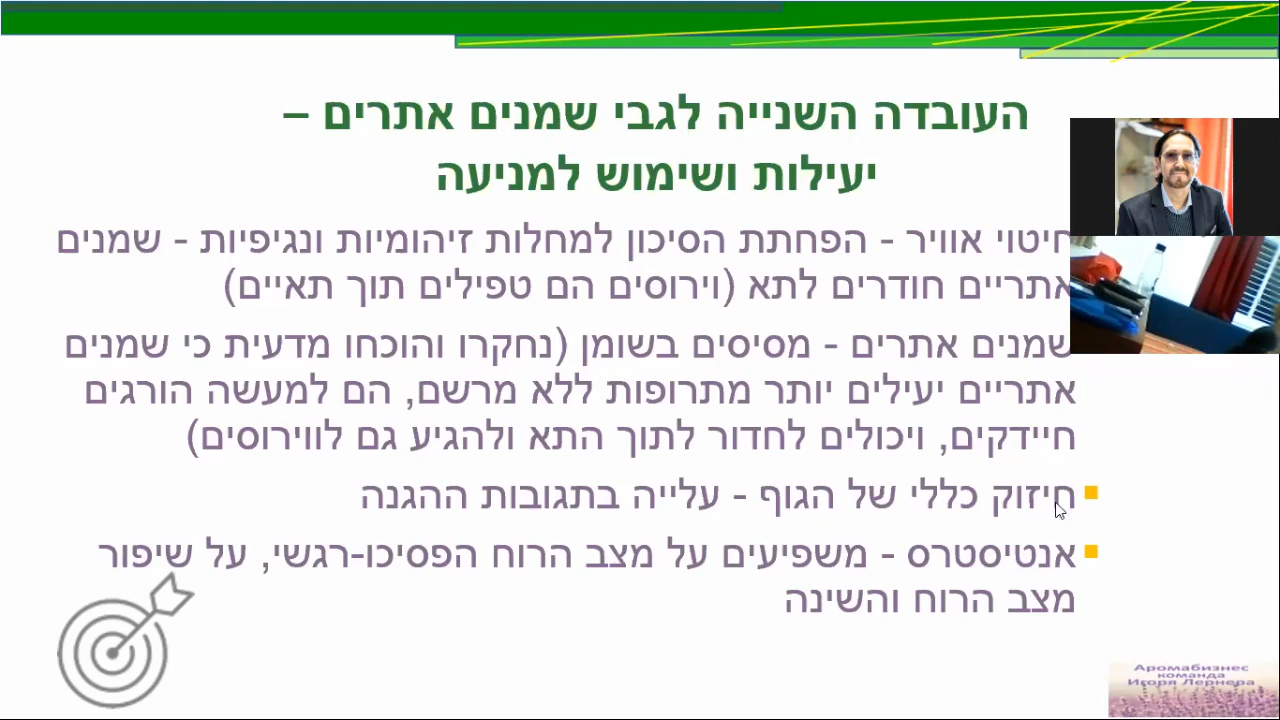 העובדה השנייה לגבי שמנים אתרים –
יעילות ושימוש למניעה
חיטוי אוויר - הפחתת הסיכון למחלות זיהומיות ונגיפיות - שמנים
אתריים חודרים לתא (וירוסים הם טפילים תוך תאיים)
שמנים אתרים - מסיסים בשומן (נחקרו והוכחו מדעית כי שמנים
אתריים יעילים יותר מתרופות ללא מרשם, הם למעשה הורגים
חיידקים, ויכולים לחדור לתוך התא ולהגיע גם לווירוסים)
חיזוק כללי של הגוף - עלייה בתגובות ההגנה
אנטיסטרס - משפיעים על מצב הרוח הפסיכו-רגשי, על שיפור
מצב הרוח והשינה
Аромабизнес
команда
Игоря Лернера